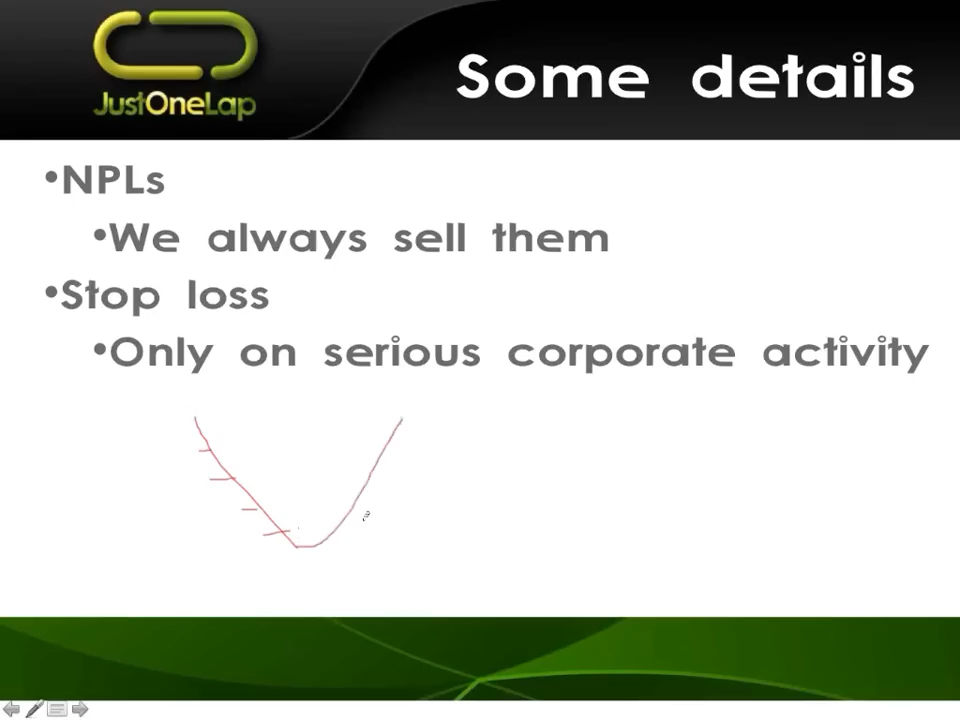 JustOneLap
Some details
•NPLs
•We always sell them
•Stop loss
•Only on serious corporate activity